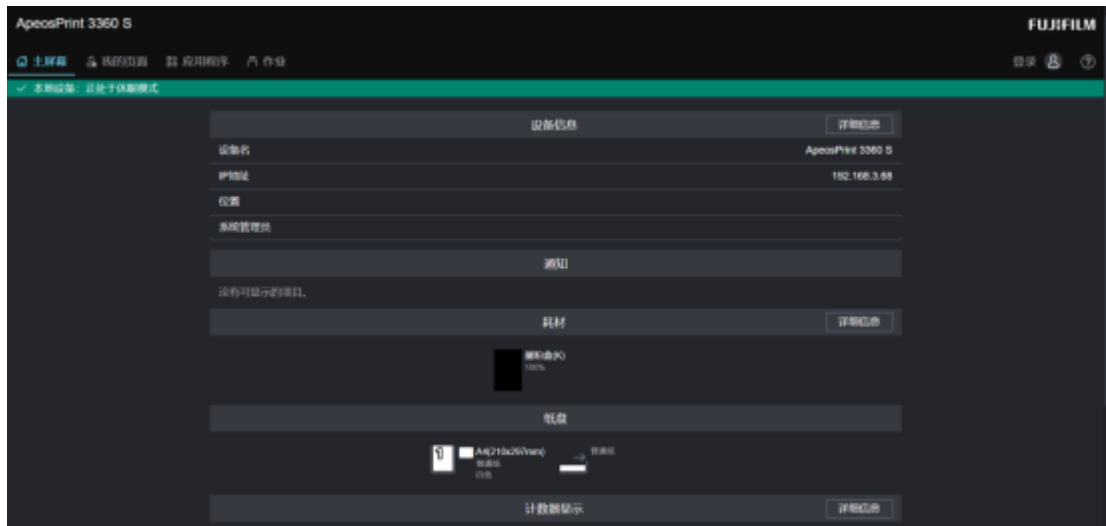 ApeosPrint 3360 S
FUJIFILM
主屏幕 我的页面 应用程序 作业
登录
本地设备: 正处于休眠模式
设备信息 详细信息
设备名 ApeosPrint 3360 S
IP地址 192.168.3.68
位置
系统管理员
通知
没有可显示的项目。
耗材 详细信息
墨粉盒(K)
100%
纸盘
1 A4(210x297mm) 普通纸
普通纸
白色
计数器显示 详细信息